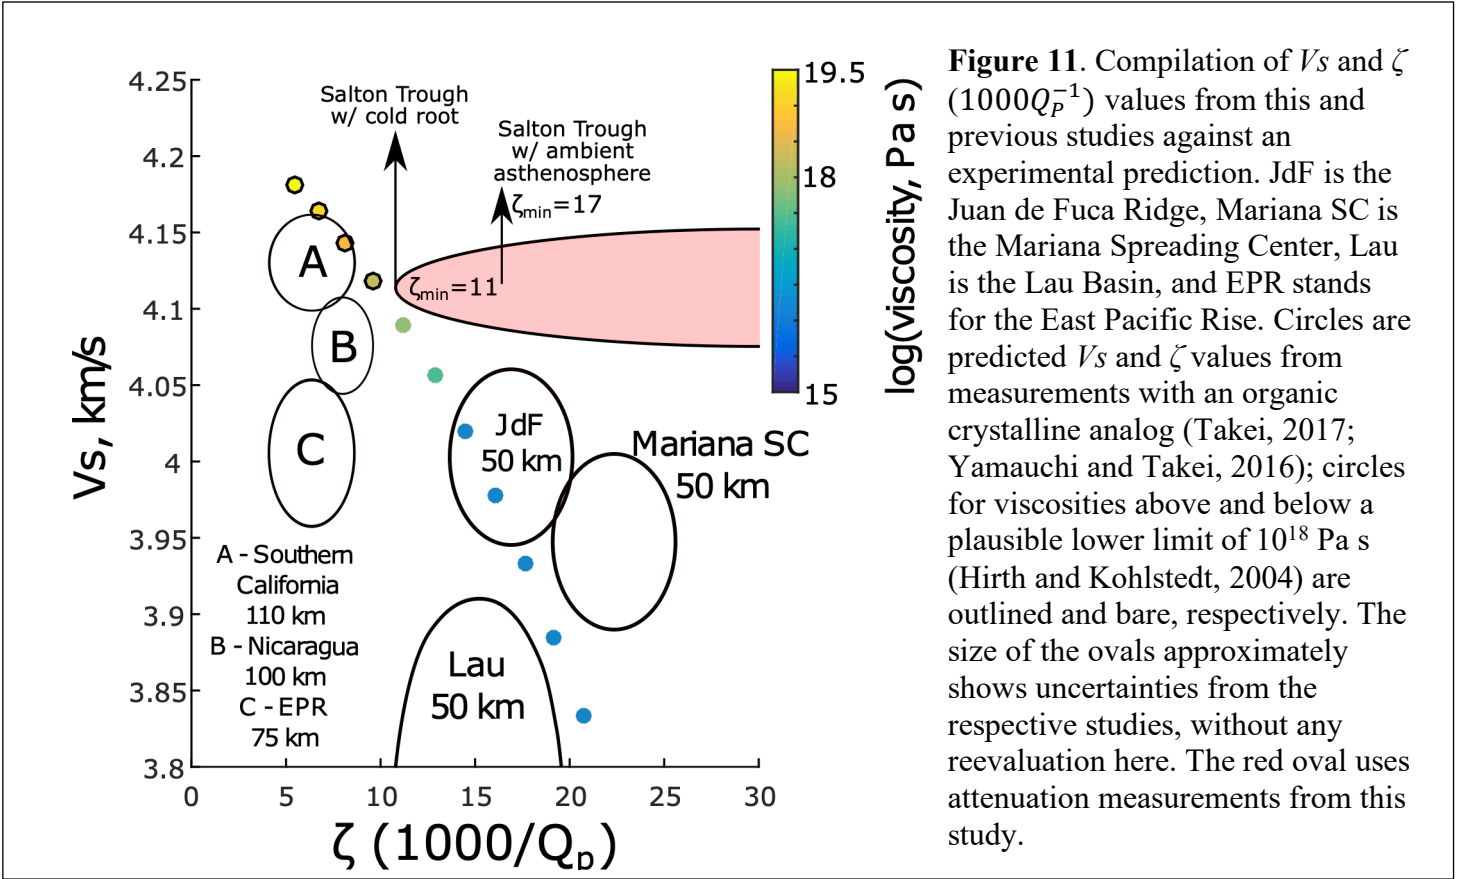 4.25
4.2
4.15
4.1
4.05
4
3.95
3.9
3.85
3.8
Vs, km/s
0 5 10 15 20 25 30
ζ (1000/Qp)
Salton Trough
w/ cold root
Salton Trough
w/ ambient
asthenosphere
ζmin=17
ζmin=11
A
B
C
JdF
50 km
Mariana SC
50 km
Lau
50 km
A - Southern
California
110 km
B - Nicaragua
100 km
C - EPR
75 km
19.5
18
15
log(viscosity, Pa s)
Figure 11. Compilation of Vs and ζ
(1000Q_P^{-1}) values from this and
previous studies against an
experimental prediction. JdF is the
Juan de Fuca Ridge, Mariana SC is
the Mariana Spreading Center, Lau
is the Lau Basin, and EPR stands
for the East Pacific Rise. Circles are
predicted Vs and ζ values from
measurements with an organic
crystalline analog (Takei, 2017;
Yamauchi and Takei, 2016); circles
for viscosities above and below a
plausible lower limit of 10¹⁸ Pa s
(Hirth and Kohlstedt, 2004) are
outlined and bare, respectively. The
size of the ovals approximately
shows uncertainties from the
respective studies, without any
reevaluation here. The red oval uses
attenuation measurements from this
study.